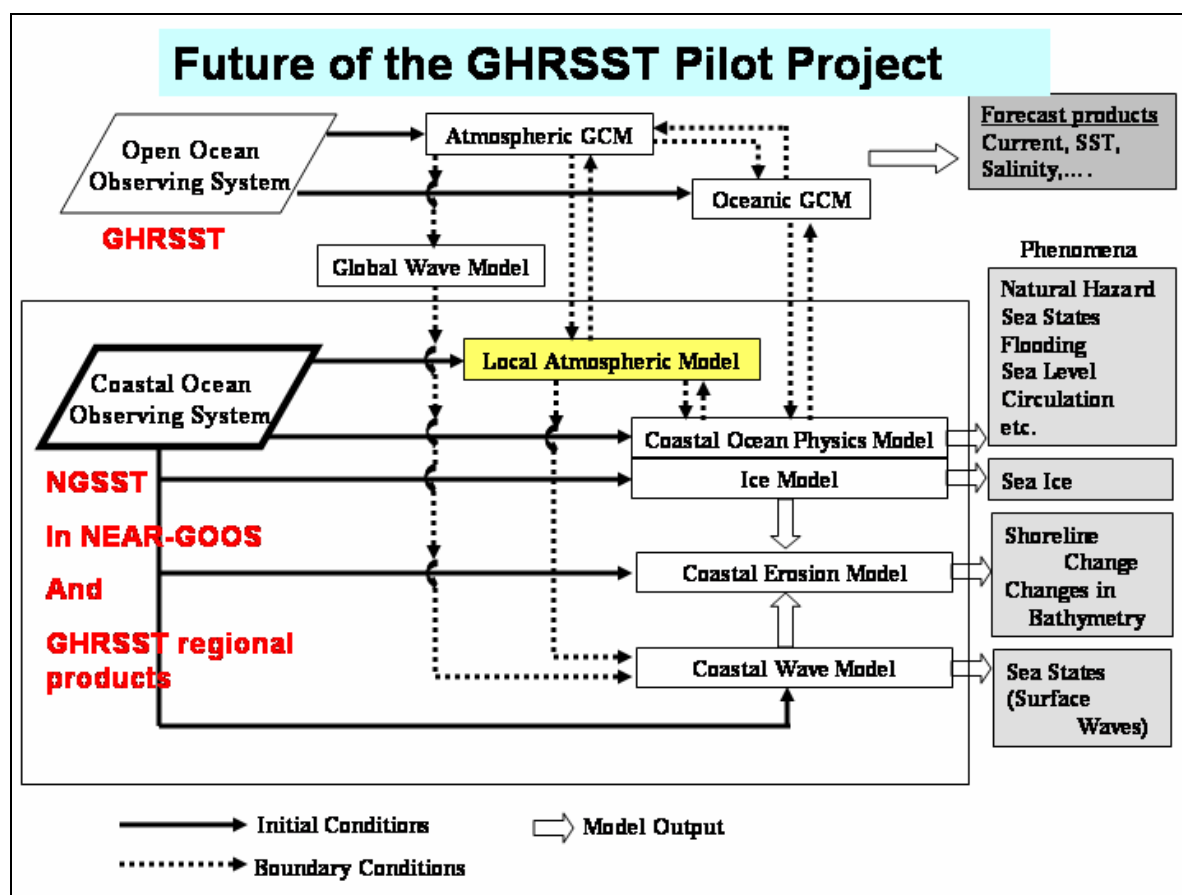 Future of the GHRSST Pilot Project
Open Ocean
Observing System
GHRSST
Atmospheric GCM
Oceanic GCM
Global Wave Model
Forecast products
Current, SST,
Salinity,....
Phenomena
Natural Hazard
Sea States
Flooding
Sea Level
Circulation
etc.
Coastal Ocean
Observing System
Local Atmospheric Model
Coastal Ocean Physics Model
Ice Model
Sea Ice
NGSST
In NEAR-GOOS
And
GHRSST regional
products
Coastal Erosion Model
Shoreline
Change
Changes in
Bathymetry
Coastal Wave Model
Sea States
(Surface
Waves)
Initial Conditions
Model Output
Boundary Conditions